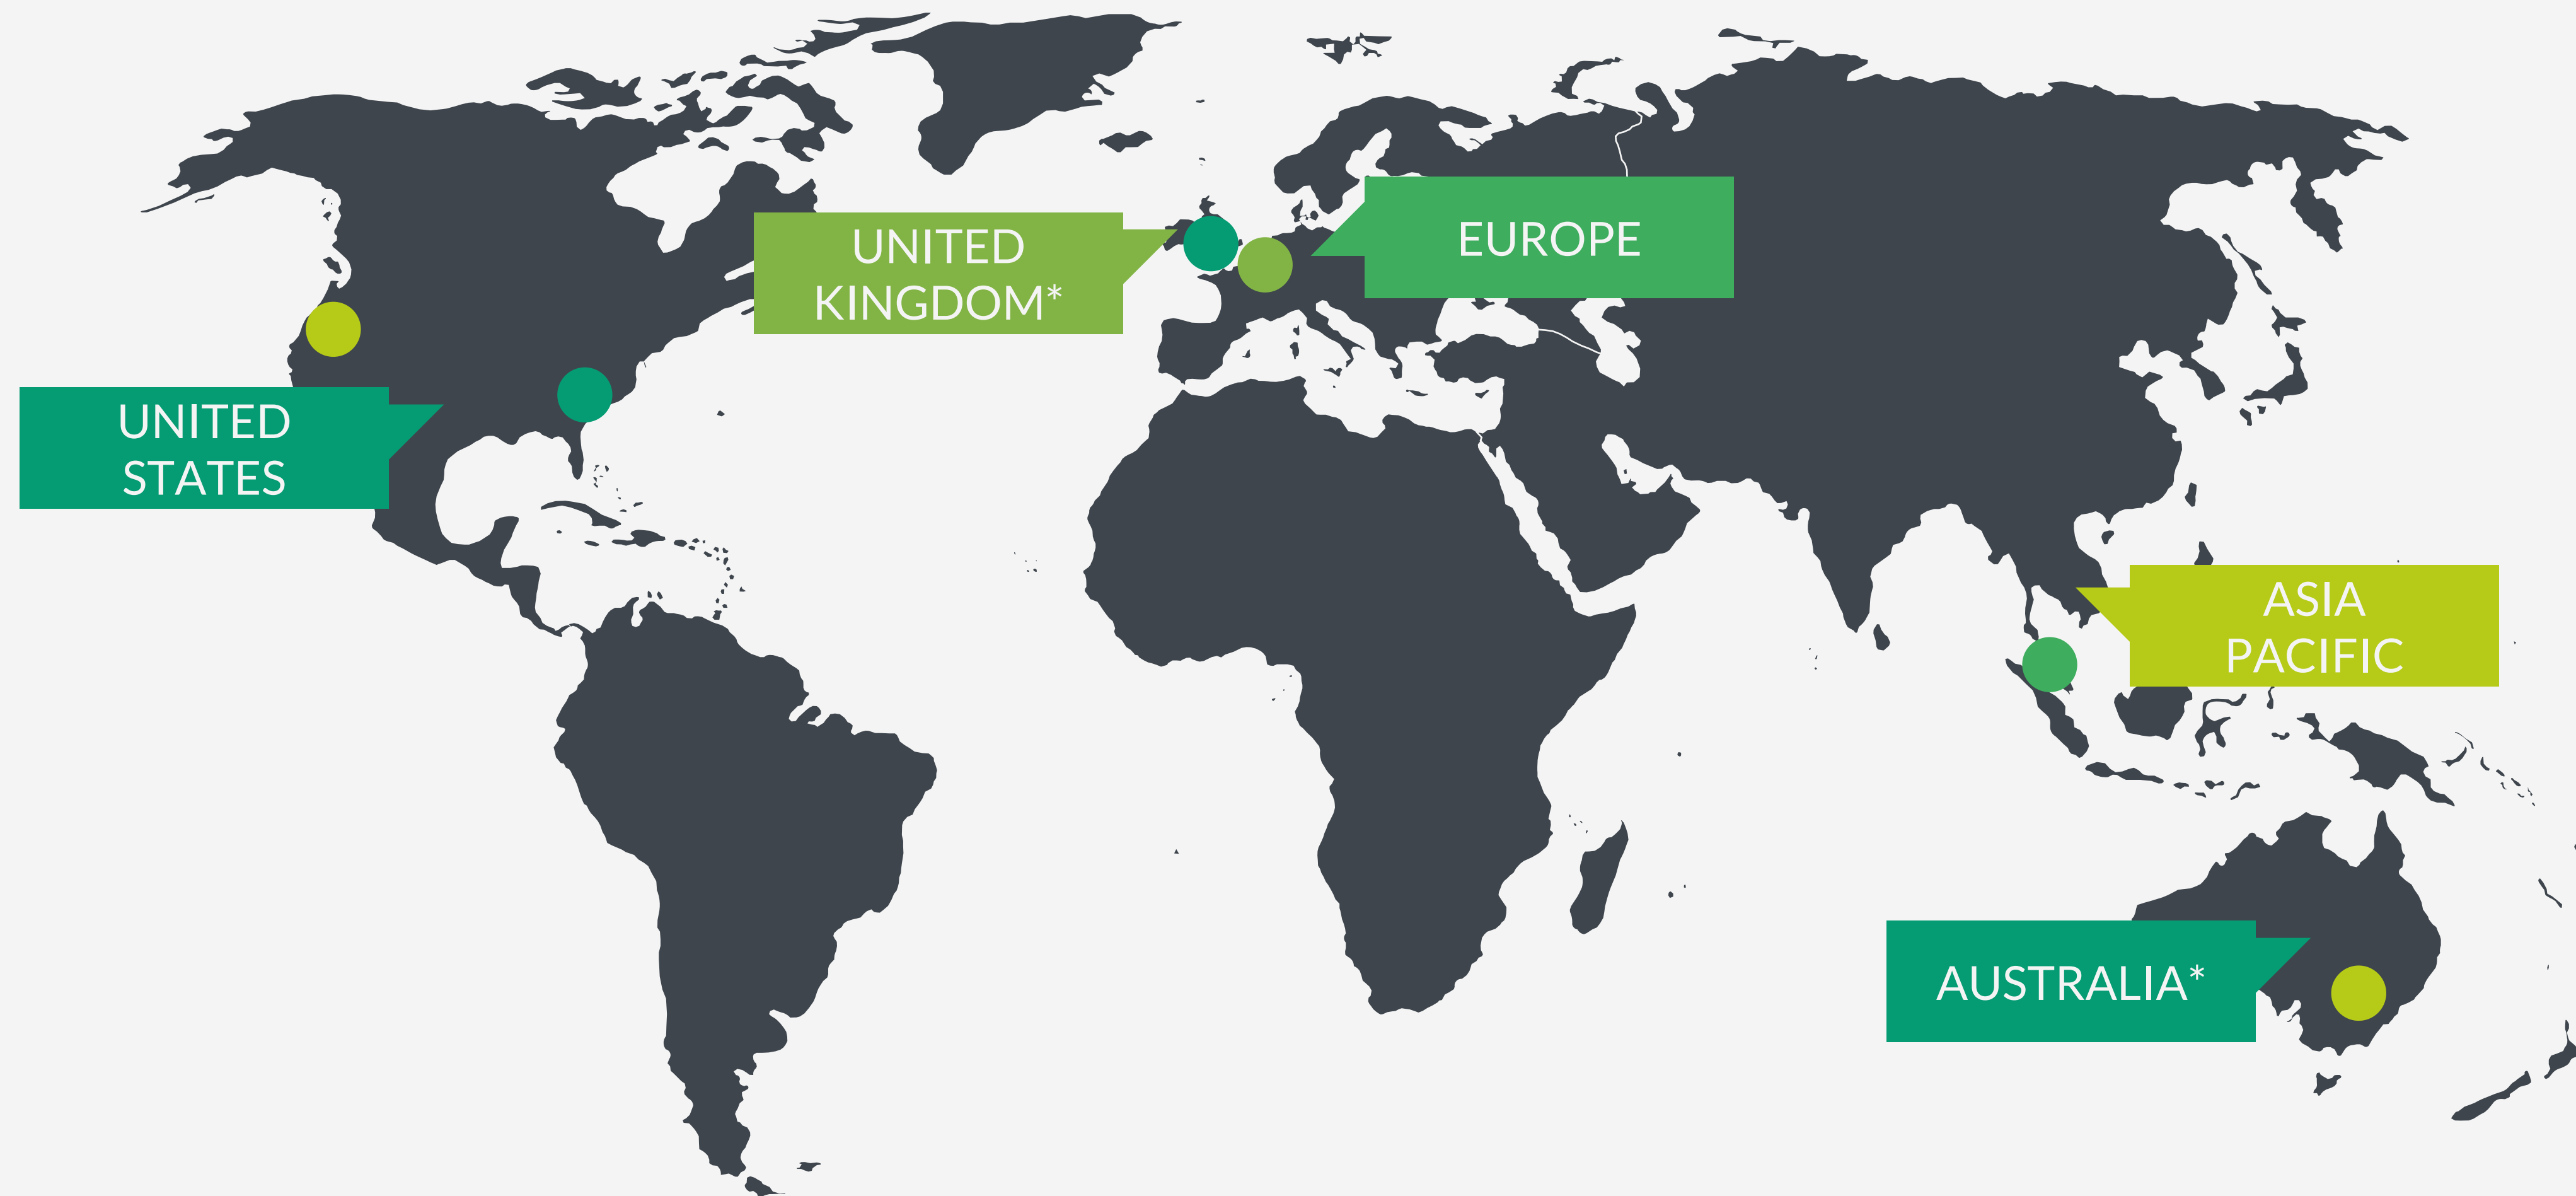 UNITED
KINGDOM*
EUROPE
UNITED
STATES
ASIA
PACIFIC
AUSTRALIA*